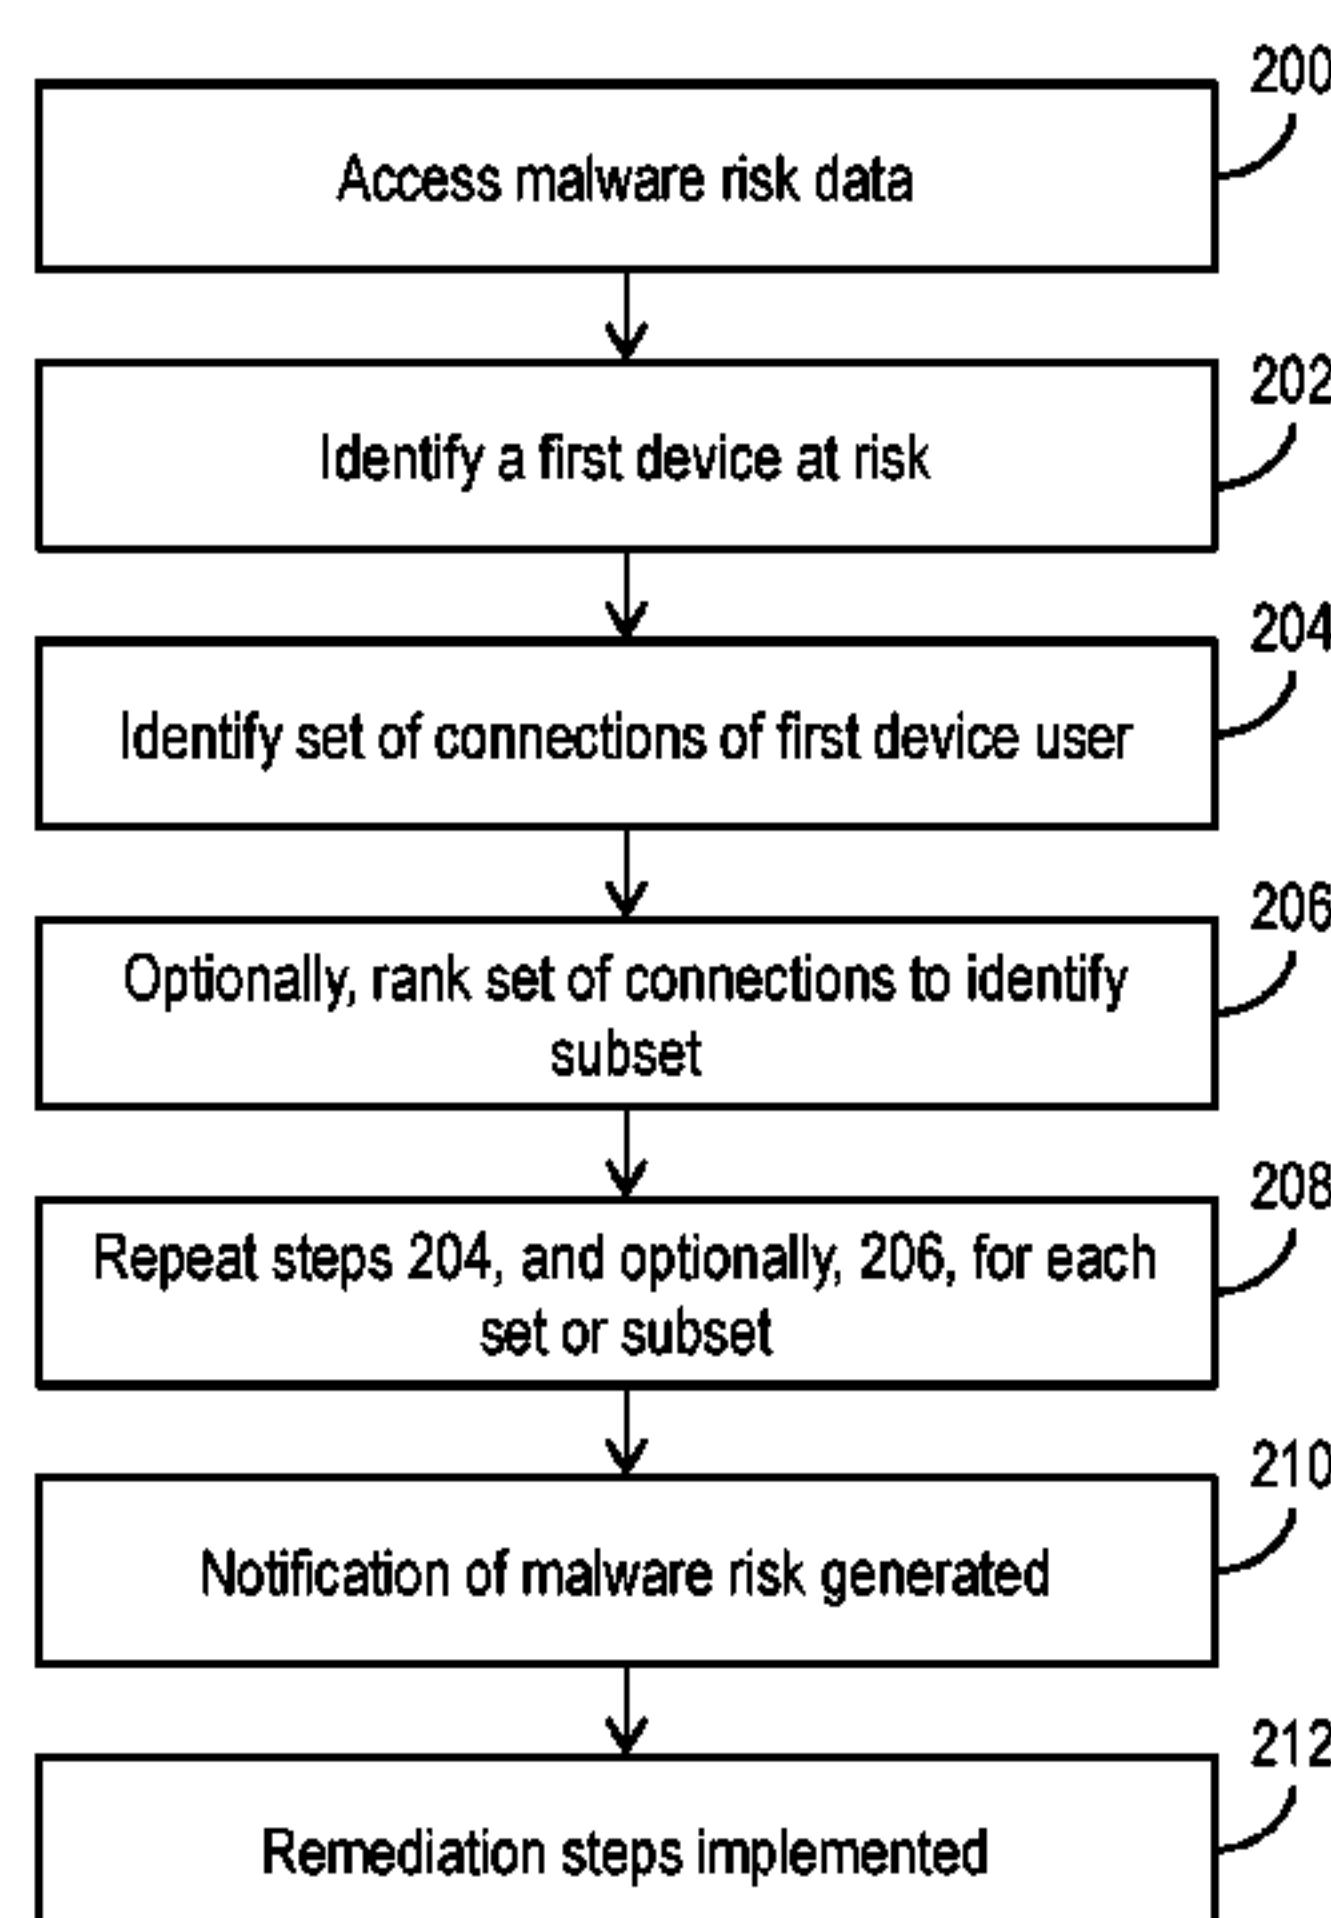 200
Access malware risk data
202
Identify a first device at risk
204
Identify set of connections of first device user
206
Optionally, rank set of connections to identify
subset
208
Repeat steps 204, and optionally, 206, for each
set or subset
210
Notification of malware risk generated
212
Remediation steps implemented